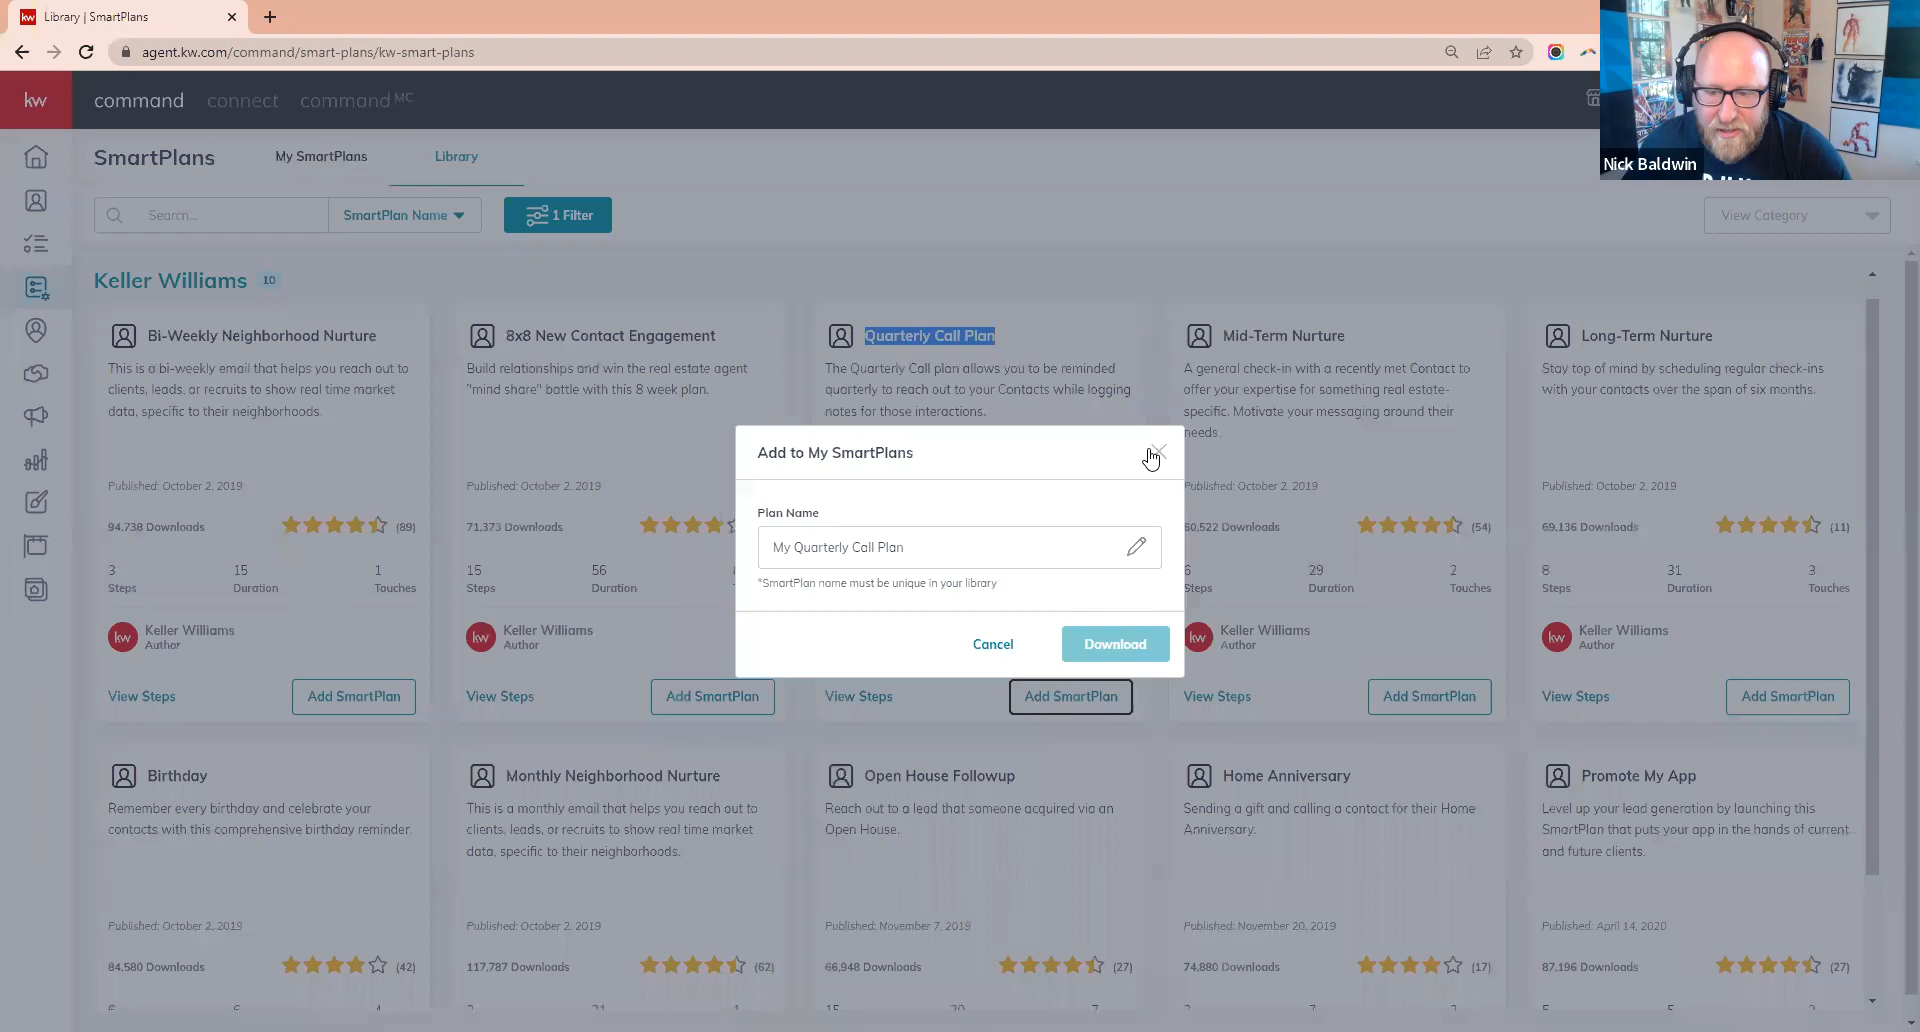 kw
Library | SmartPlans
agent.kw.com/command/smart-plans/kw-smart-plans
kw
command
connect
command MC
Nick Baldwin
SmartPlans
My SmartPlans
Library
Search...
SmartPlan Name
1 Filter
View Category
Keller Williams
10
Bi-Weekly Neighborhood Nurture
This is a bi-weekly email that helps you reach out to
clients, leads, or recruits to show real time market
data, specific to their neighborhoods.
Published: October 2, 2019
94,738 Downloads
(89)
3
15
1
Steps
Duration
Touches
kw
Keller Williams
Author
View Steps
Add SmartPlan
8x8 New Contact Engagement
Build relationships and win the real estate agent
"mind share" battle with this 8 week plan.
Published: October 2, 2019
71,373 Downloads
15
56
Steps
Duration
kw
Keller Williams
Author
View Steps
Add SmartPlan
Quarterly Call Plan
The Quarterly Call plan allows you to be reminded
quarterly to reach out to your Contacts while logging
notes for those interactions.
View Steps
Add SmartPlan
Add to My SmartPlans
Plan Name
My Quarterly Call Plan
*SmartPlan name must be unique in your library
Cancel
Download
Mid-Term Nurture
A general check-in with a recently met Contact to
offer your expertise for something real estate-
specific. Motivate your messaging around their
needs.
Published: October 2, 2019
Downloads
(54)
29
2
Steps
Duration
Touches
kw
Keller Williams
Author
View Steps
Add SmartPlan
Long-Term Nurture
Stay top of mind by scheduling regular check-ins
with your contacts over the span of six months.
Published: October 2, 2019
69,136 Downloads
(11)
8
31
3
Steps
Duration
Touches
kw
Keller Williams
Author
View Steps
Add SmartPlan
Birthday
Remember every birthday and celebrate your
contacts with this comprehensive birthday reminder.
Published: October 2, 2019
84,580 Downloads
(42)
Monthly Neighborhood Nurture
This is a monthly email that helps you reach out to
clients, leads, or recruits to show real time market
data, specific to their neighborhoods.
Published: October 2, 2019
117,787 Downloads
(62)
Open House Followup
Reach out to a lead that someone acquired via an
Open House.
Published: November 7, 2019
66,948 Downloads
(27)
Home Anniversary
Sending a gift and calling a contact for their Home
Anniversary.
Published: November 20, 2019
74,880 Downloads
(17)
Promote My App
Level up your lead generation by launching this
SmartPlan that puts your app in the hands of current
and future clients.
Published: April 14, 2020
87,196 Downloads
(27)